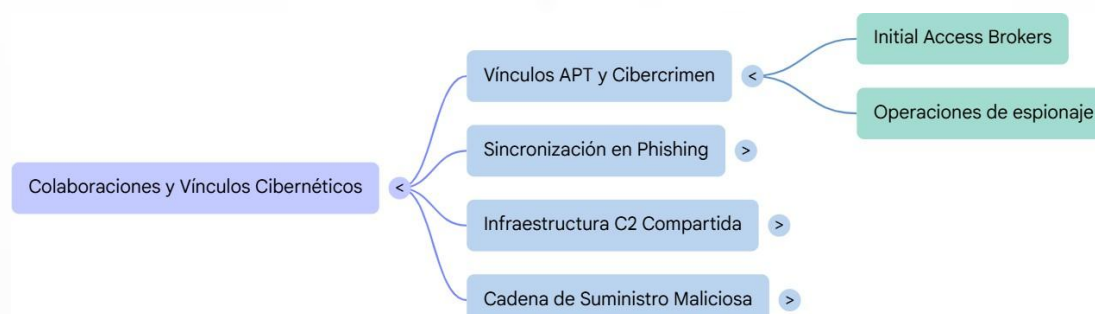 Colaboraciones y Vínculos Cibernéticos
<
Vínculos APT y Cibercrimen
<
Initial Access Brokers
Operaciones de espionaje
Sincronización en Phishing
>
Infraestructura C2 Compartida
>
Cadena de Suministro Maliciosa
>